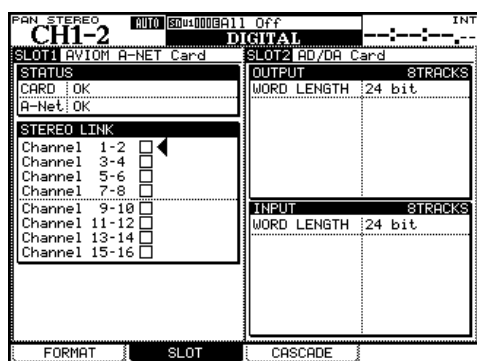 PAN STEREO AUTO All Off INT
CH1-2 DIGITAL --:--:--.--
SLOT1 AVIOM A-NET Card
STATUS
CARD OK
A-Net OK
STEREO LINK
Channel 1-2
Channel 3-4
Channel 5-6
Channel 7-8
Channel 9-10
Channel 11-12
Channel 13-14
Channel 15-16
SLOT2 AD/DA Card
OUTPUT 8TRACKS
WORD LENGTH 24 bit
INPUT 8TRACKS
WORD LENGTH 24 bit
FORMAT SLOT CASCADE